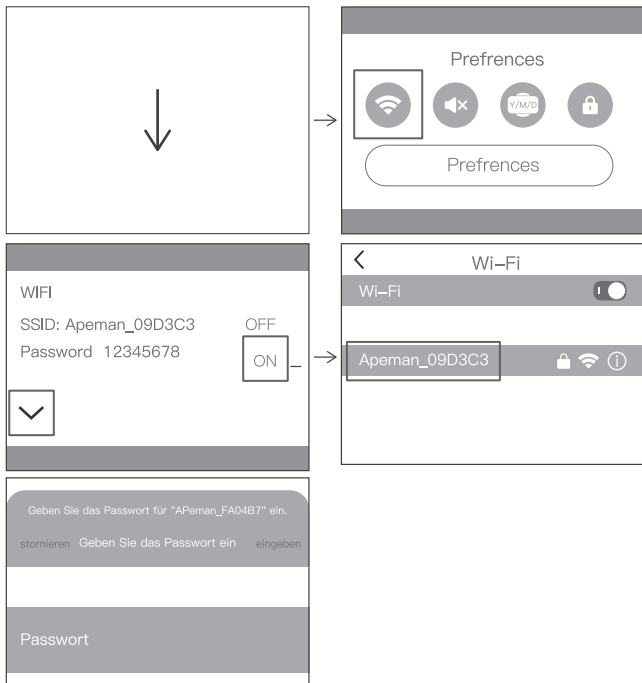 Prefrences
Y/M/D
Prefrences
WIFI
SSID: Apeman_09D3C3 OFF
Password 12345678
ON _
Wi-Fi
Wi-Fi
Apeman_09D3C3
Geben Sie das Passwort für "APeman_FA04B7" ein.
stornieren Geben Sie das Passwort ein eingeben
Passwort